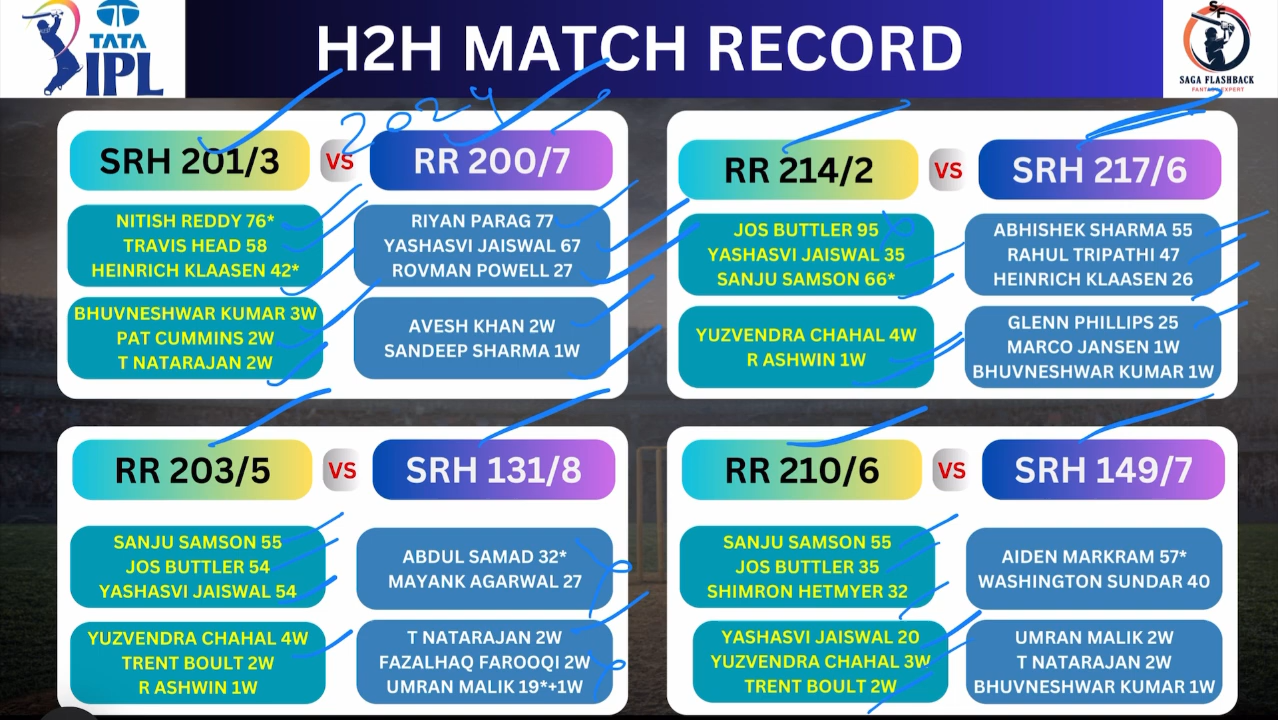 TATA
IPL
H2H MATCH RECORD
SF
SAGA FLASHBACK
FANTASY EXPERT
2024
SRH 201/3
VS
RR 200/7
NITISH REDDY 76*
TRAVIS HEAD 58
HEINRICH KLAASEN 42*
BHUVNESHWAR KUMAR 3W
PAT CUMMINS 2W
T NATARAJAN 2W
RIYAN PARAG 77
YASHASVI JAISWAL 67
ROVMAN POWELL 27
AVESH KHAN 2W
SANDEEP SHARMA 1W
RR 214/2
VS
SRH 217/6
JOS BUTTLER 95
YASHASVI JAISWAL 35
SANJU SAMSON 66*
YUZVENDRA CHAHAL 4W
R ASHWIN 1W
ABHISHEK SHARMA 55
RAHUL TRIPATHI 47
HEINRICH KLAASEN 26
GLENN PHILLIPS 25
MARCO JANSEN 1W
BHUVNESHWAR KUMAR 1W
RR 203/5
VS
SRH 131/8
SANJU SAMSON 55
JOS BUTTLER 54
YASHASVI JAISWAL 54
YUZVENDRA CHAHAL 4W
TRENT BOULT 2W
R ASHWIN 1W
ABDUL SAMAD 32*
MAYANK AGARWAL 27
T NATARAJAN 2W
FAZALHAQ FAROOQI 2W
UMRAN MALIK 19*+1W
RR 210/6
VS
SRH 149/7
SANJU SAMSON 55
JOS BUTTLER 35
SHIMRON HETMYER 32
YASHASVI JAISWAL 20
YUZVENDRA CHAHAL 3W
TRENT BOULT 2W
AIDEN MARKRAM 57*
WASHINGTON SUNDAR 40
UMRAN MALIK 2W
T NATARAJAN 2W
BHUVNESHWAR KUMAR 1W